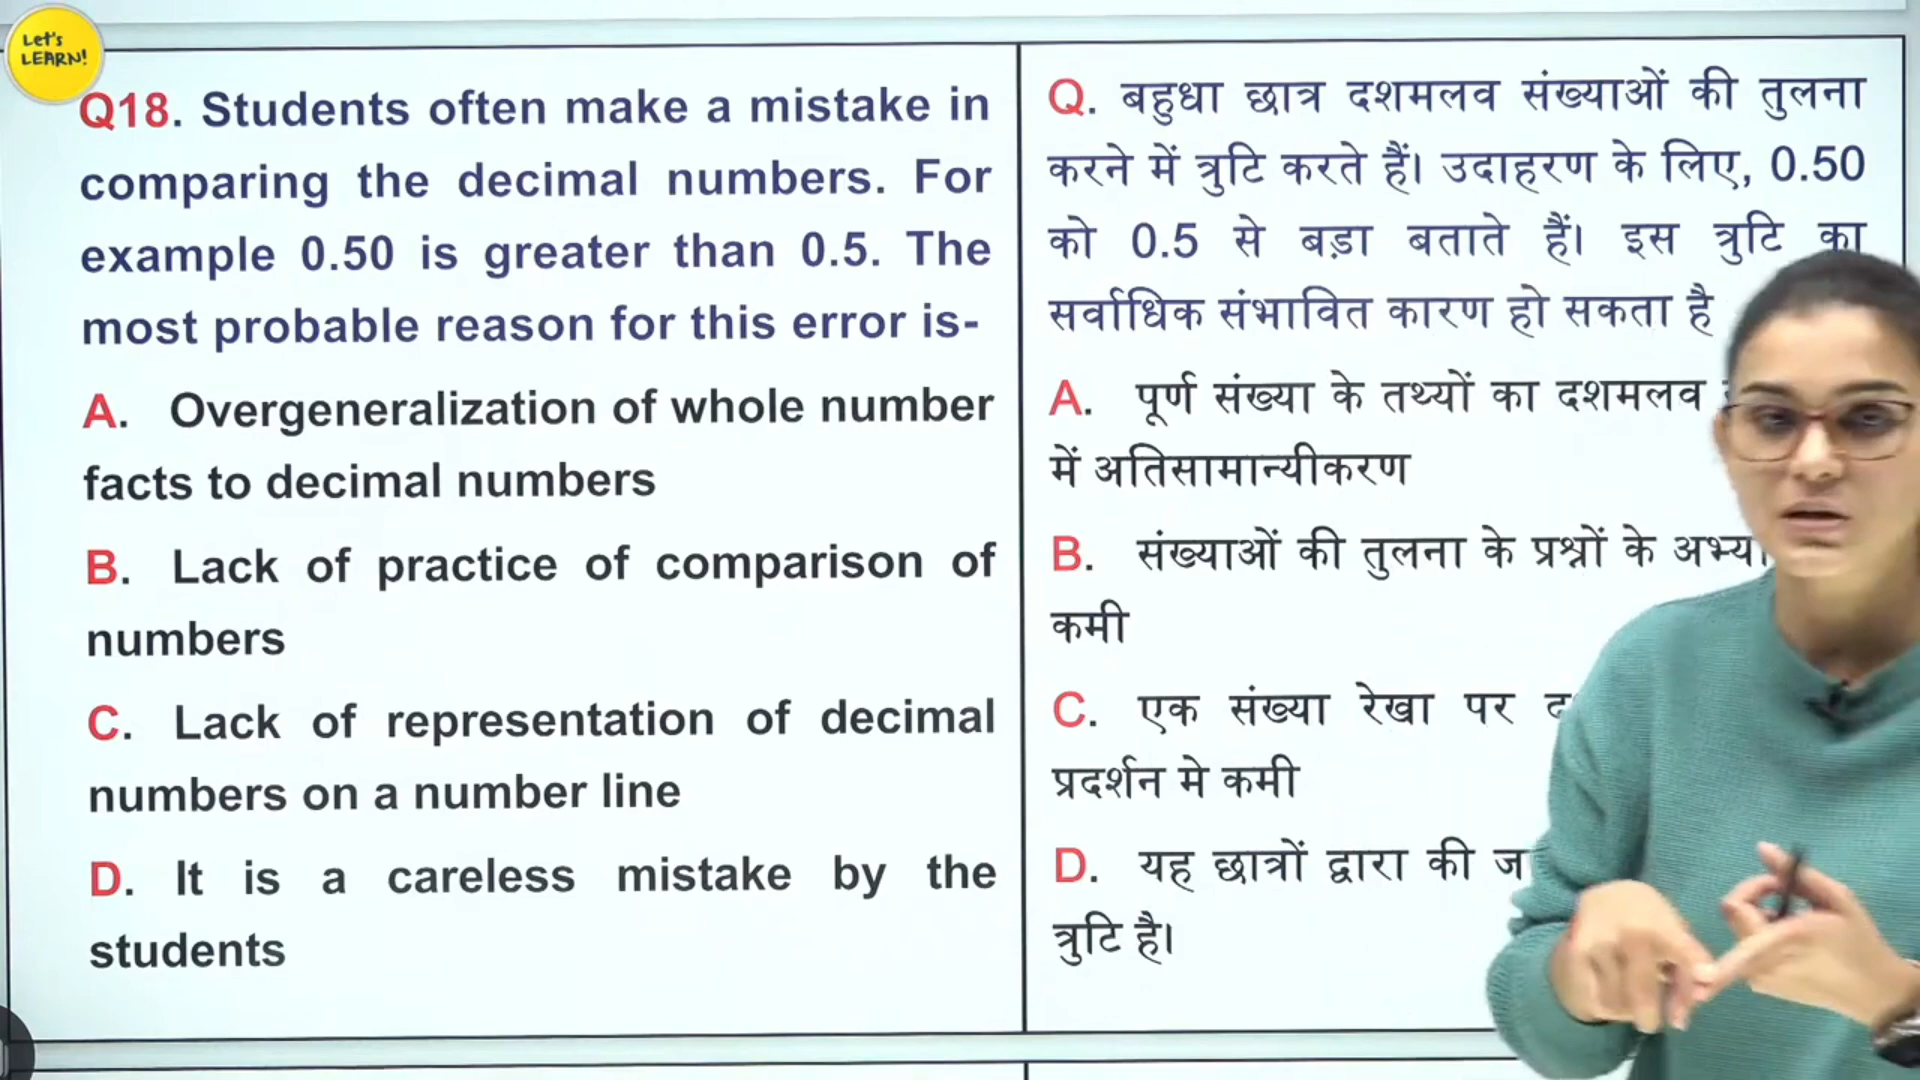 Let's
LEARN!
Q18. Students often make a mistake in
comparing the decimal numbers. For
example 0.50 is greater than 0.5. The
most probable reason for this error is-
A. Overgeneralization of whole number
facts to decimal numbers
B. Lack of practice of comparison of
numbers
C. Lack of representation of decimal
numbers on a number line
D. It is a careless mistake by the
students
Q. बहुधा छात्र दशमलव संख्याओं की तुलना
करने में त्रुटि करते हैं। उदाहरण के लिए, 0.50
को 0.5 से बड़ा बताते हैं। इस त्रुटि का
सर्वाधिक संभावित कारण हो सकता है
A. पूर्ण संख्या के तथ्यों का दशमलव
में अतिसामान्यीकरण
B. संख्याओं की तुलना के प्रश्नों के
कमी
C. एक संख्या रेखा पर
प्रदर्शन मे कमी
D. यह छात्रों द्वारा की
त्रुटि है।